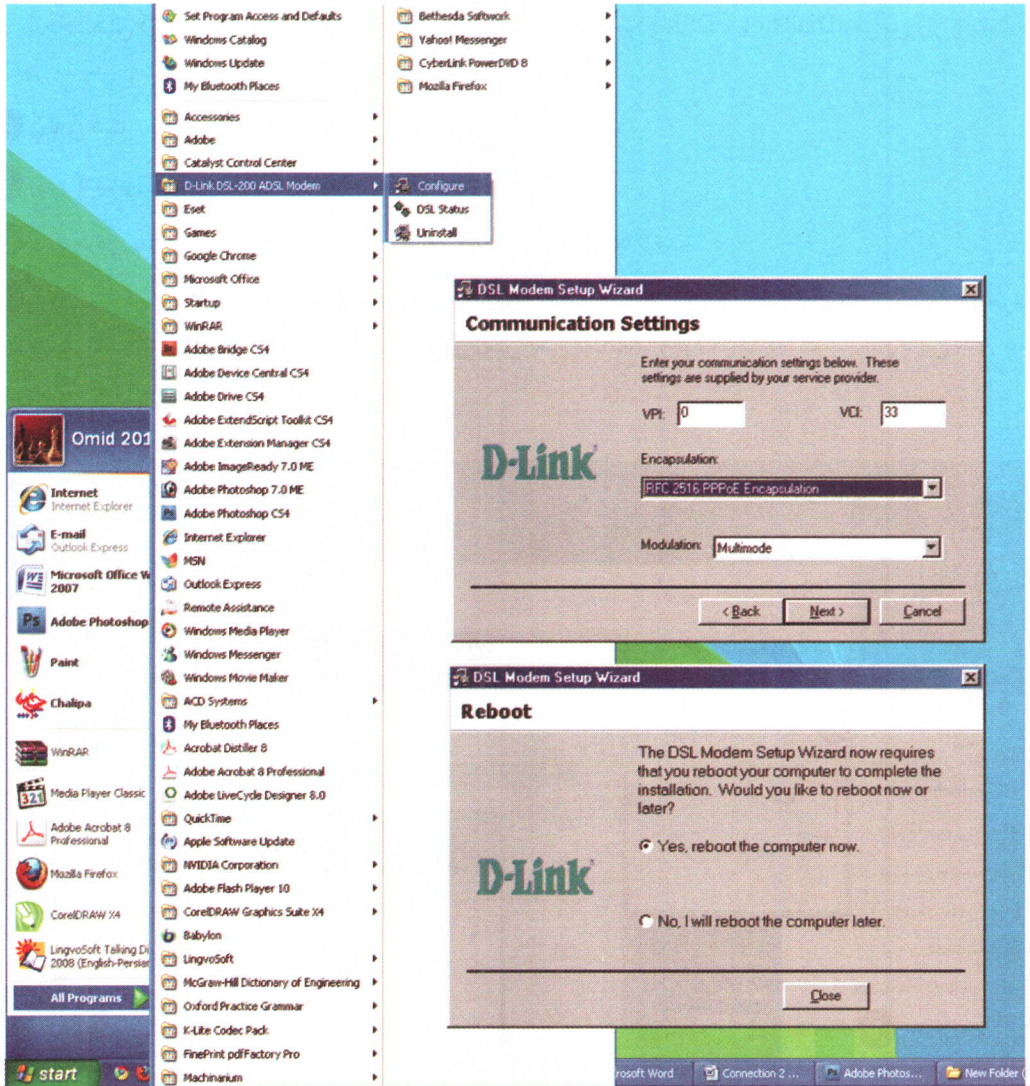 Set Program Access and Defaults
Windows Catalog
Windows Update
My Bluetooth Places
Accessories
Adobe
Catalyst Control Center
D-Link DSL-200 ADSL Modem
Eset
Games
Google Chrome
Microsoft Office
Startup
WinRAR
Adobe Bridge CS4
Adobe Device Central CS4
Adobe Drive CS4
Adobe ExtendScript Toolkit CS4
Adobe Extension Manager CS4
Adobe ImageReady 7.0 ME
Adobe Photoshop 7.0 ME
Adobe Photoshop CS4
Internet Explorer
MSN
Outlook Express
Remote Assistance
Windows Media Player
Windows Messenger
Windows Movie Maker
ACD Systems
My Bluetooth Places
Acrobat Distiller 8
Adobe Acrobat 8 Professional
Adobe LiveCycle Designer 8.0
QuickTime
Apple Software Update
NVIDIA Corporation
Adobe Flash Player 10
CorelDRAW Graphics Suite X4
Babylon
LingvoSoft
McGraw-Hill Dictionary of Engineering
Oxford Practice Grammar
K-Lite Codec Pack
FinePrint pdfFactory Pro
Machinarium
Bethesda Softwork
Yahoo! Messenger
CyberLink PowerDVD 8
Mozilla Firefox
Configure
DSL Status
Uninstall
Omid 201
Internet
Internet Explorer
E-mail
Outlook Express
Microsoft Office W
2007
Ps Adobe Photoshop
Paint
Chalipa
WinRAR
321 Media Player Classic
Adobe Acrobat 8
Professional
Mozilla Firefox
CorelDRAW X4
LingvoSoft Talking Di
2008 (English-Persian
All Programs
start
DSL Modem Setup Wizard
Communication Settings
Enter your communication settings below. These
settings are supplied by your service provider.
VPI: 0 VCI: 33
D-Link
Encapsulation:
RFC 2516 PPPoE Encapsulation
Modulation: Multimode
< Back Next > Cancel
DSL Modem Setup Wizard
Reboot
The DSL Modem Setup Wizard now requires
that you reboot your computer to complete the
installation. Would you like to reboot now or
later?
Yes, reboot the computer now.
D-Link
No, I will reboot the computer later.
Close
rosoft Word Connection 2 ... Adobe Photos... New Folder (